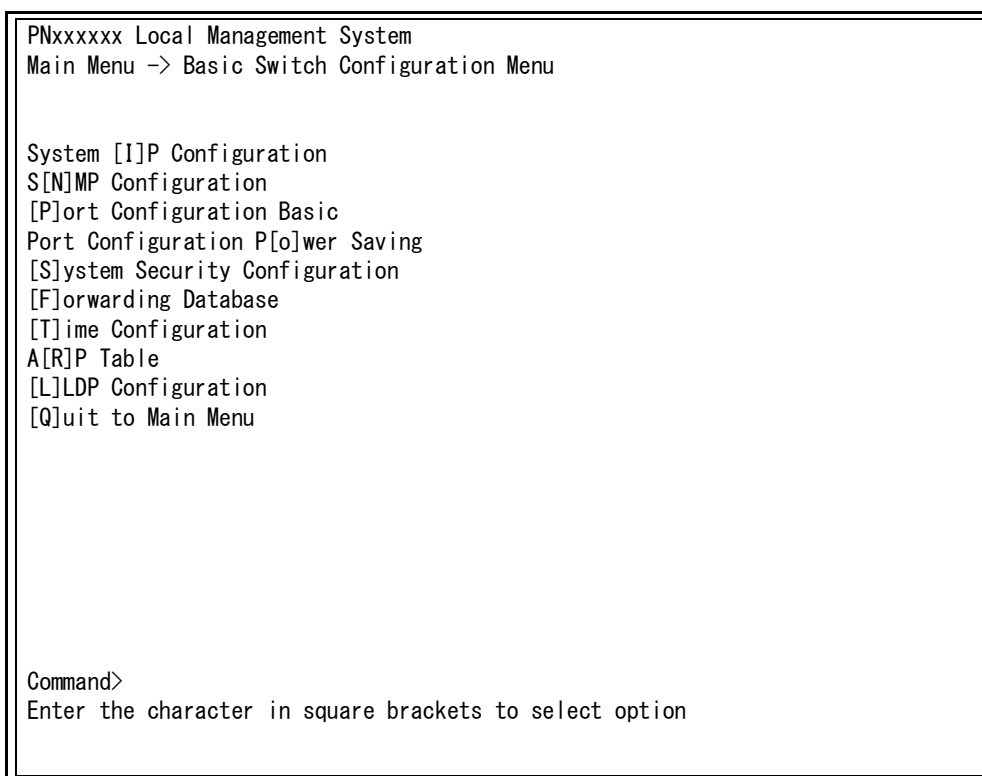 PNxxxxxx Local Management System
Main Menu -> Basic Switch Configuration Menu
System [I]P Configuration
S[N]MP Configuration
[P]ort Configuration Basic
Port Configuration P[o]wer Saving
[S]ystem Security Configuration
[F]orwarding Database
[T]ime Configuration
A[R]P Table
[L]LDP Configuration
[Q]uit to Main Menu
Command>
Enter the character in square brackets to select option